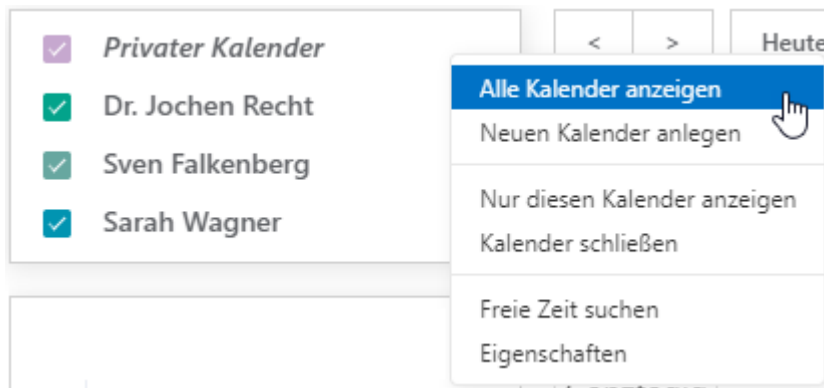 Privater Kalender
< > Heute
Alle Kalender anzeigen
Dr. Jochen Recht
Neuen Kalender anlegen
Sven Falkenberg
Nur diesen Kalender anzeigen
Sarah Wagner
Kalender schließen
Freie Zeit suchen
Eigenschaften